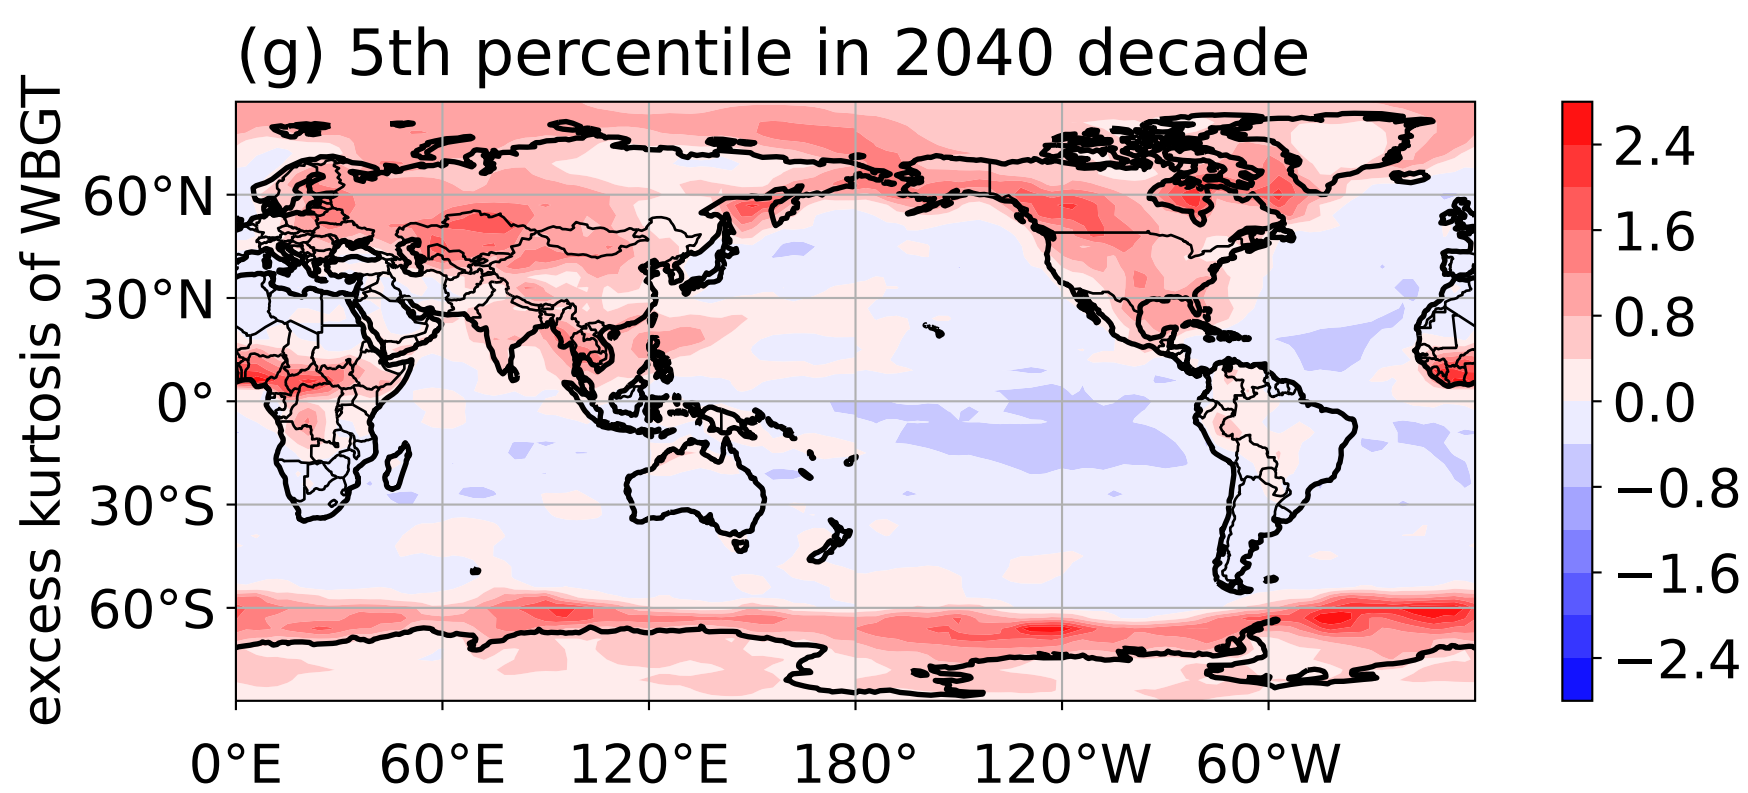 (g) 5th percentile in 2040 decade
excess kurtosis of WBGT
60°N
30°N
0°
30°S
60°S
0°E
60°E
120°E
180°
120°W
60°W
2.4
1.6
0.8
0.0
−0.8
−1.6
−2.4